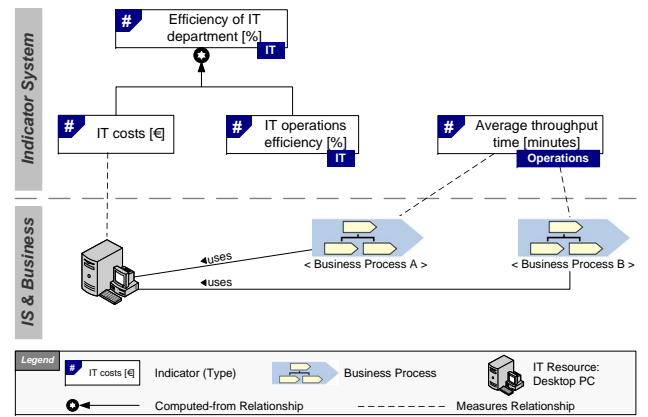 Indicator System
# Efficiency of IT
department [%]
IT
# IT costs [€]
# IT operations
efficiency [%]
IT
# Average throughput
time [minutes]
Operations
IS & Business
< Business Process A >
< Business Process B >
◄uses
◄uses
Legend
# IT costs [€]
Indicator (Type)
Business Process
IT Resource:
Desktop PC
Computed-from Relationship
Measures Relationship